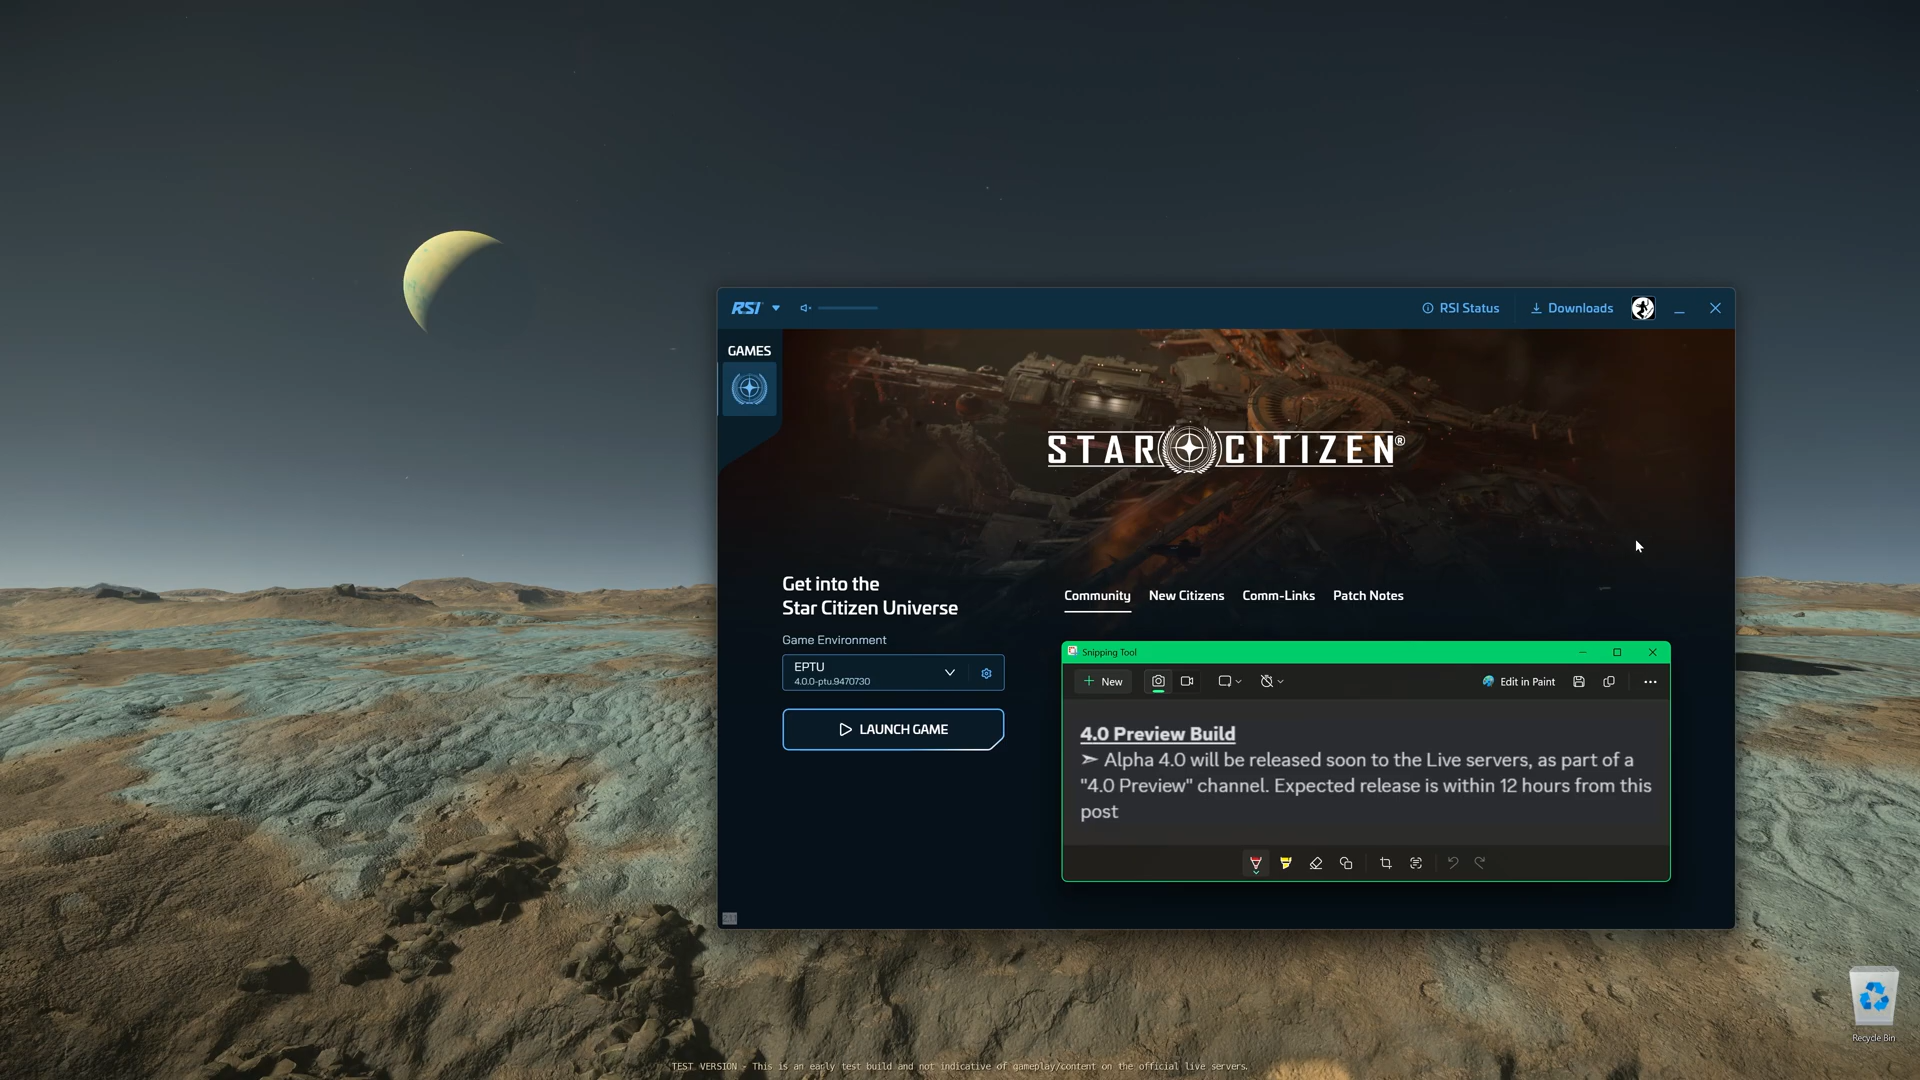 RSI
RSI Status
Downloads
GAMES
STAR CITIZEN®
Get into the
Star Citizen Universe
Game Environment
EPTU
4.0.0-ptu.9470730
LAUNCH GAME
Community
New Citizens
Comm-Links
Patch Notes
Snipping Tool
New
Edit in Paint
4.0 Preview Build
➣ Alpha 4.0 will be released soon to the Live servers, as part of a
"4.0 Preview" channel. Expected release is within 12 hours from this
post
Recycle Bin
TEST VERSION - This is an early test build and not indicative of gameplay/content on the official live servers.